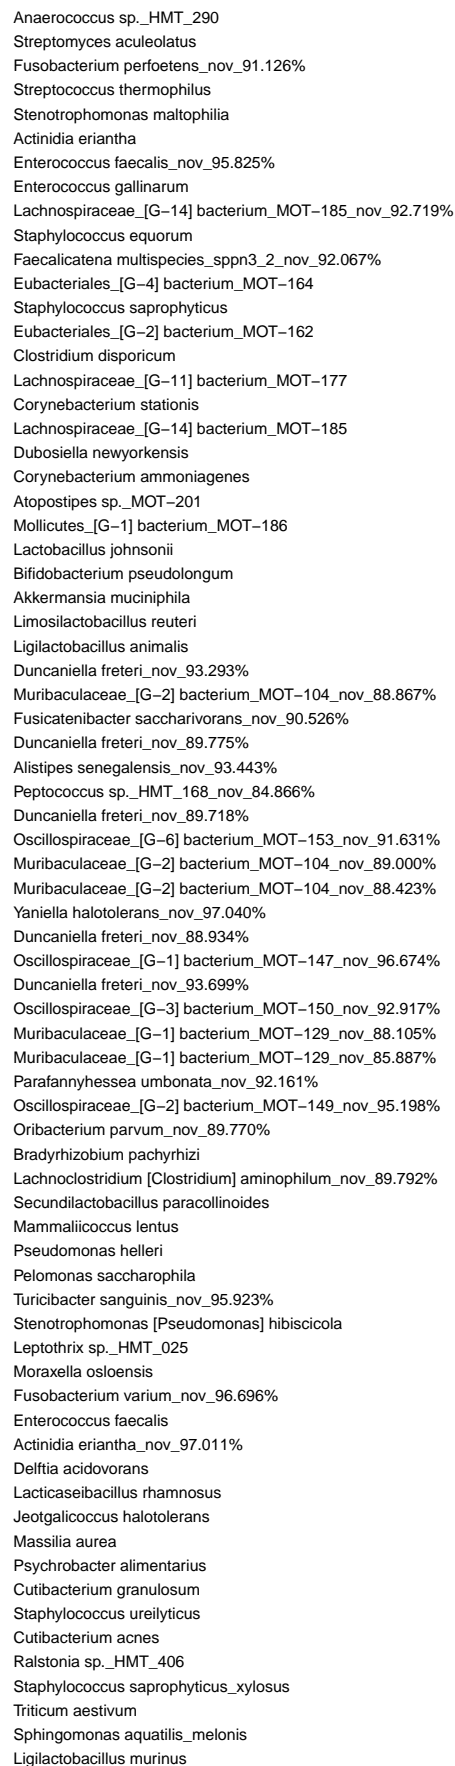 Anaerococcus sp._HMT_290
Streptomyces aculeolatus
Fusobacterium perfoetens_nov_91.126%
Streptococcus thermophilus
Stenotrophomonas maltophilia
Actinidia eriantha
Enterococcus faecalis_nov_95.825%
Enterococcus gallinarum
Lachnospiraceae_[G−14] bacterium_MOT−185_nov_92.719%
Staphylococcus equorum
Faecalicatena multispecies_sppn3_2_nov_92.067%
Eubacteriales_[G−4] bacterium_MOT−164
Staphylococcus saprophyticus
Eubacteriales_[G−2] bacterium_MOT−162
Clostridium disporicum
Lachnospiraceae_[G−11] bacterium_MOT−177
Corynebacterium stationis
Lachnospiraceae_[G−14] bacterium_MOT−185
Dubosiella newyorkensis
Corynebacterium ammoniagenes
Atopostipes sp._MOT−201
Mollicutes_[G−1] bacterium_MOT−186
Lactobacillus johnsonii
Bifidobacterium pseudolongum
Akkermansia muciniphila
Limosilactobacillus reuteri
Ligilactobacillus animalis
Duncaniella freteri_nov_93.293%
Muribaculaceae_[G−2] bacterium_MOT−104_nov_88.867%
Fusicatenibacter saccharivorans_nov_90.526%
Duncaniella freteri_nov_89.775%
Alistipes senegalensis_nov_93.443%
Peptococcus sp._HMT_168_nov_84.866%
Duncaniella freteri_nov_89.718%
Oscillospiraceae_[G−6] bacterium_MOT−153_nov_91.631%
Muribaculaceae_[G−2] bacterium_MOT−104_nov_89.000%
Muribaculaceae_[G−2] bacterium_MOT−104_nov_88.423%
Yaniella halotolerans_nov_97.040%
Duncaniella freteri_nov_88.934%
Oscillospiraceae_[G−1] bacterium_MOT−147_nov_96.674%
Duncaniella freteri_nov_93.699%
Oscillospiraceae_[G−3] bacterium_MOT−150_nov_92.917%
Muribaculaceae_[G−1] bacterium_MOT−129_nov_88.105%
Muribaculaceae_[G−1] bacterium_MOT−129_nov_85.887%
Parafannyhessea umbonata_nov_92.161%
Oscillospiraceae_[G−2] bacterium_MOT−149_nov_95.198%
Oribacterium parvum_nov_89.770%
Bradyrhizobium pachyrhizi
Lachnoclostridium [Clostridium] aminophilum_nov_89.792%
Secundilactobacillus paracollinoides
Mammaliicoccus lentus
Pseudomonas helleri
Pelomonas saccharophila
Turicibacter sanguinis_nov_95.923%
Stenotrophomonas [Pseudomonas] hibiscicola
Leptothrix sp._HMT_025
Moraxella osloensis
Fusobacterium varium_nov_96.696%
Enterococcus faecalis
Actinidia eriantha_nov_97.011%
Delftia acidovorans
Lacticaseibacillus rhamnosus
Jeotgalicoccus halotolerans
Massilia aurea
Psychrobacter alimentarius
Cutibacterium granulosum
Staphylococcus ureilyticus
Cutibacterium acnes
Ralstonia sp._HMT_406
Staphylococcus saprophyticus_xylosus
Triticum aestivum
Sphingomonas aquatilis_melonis
Ligilactobacillus murinus